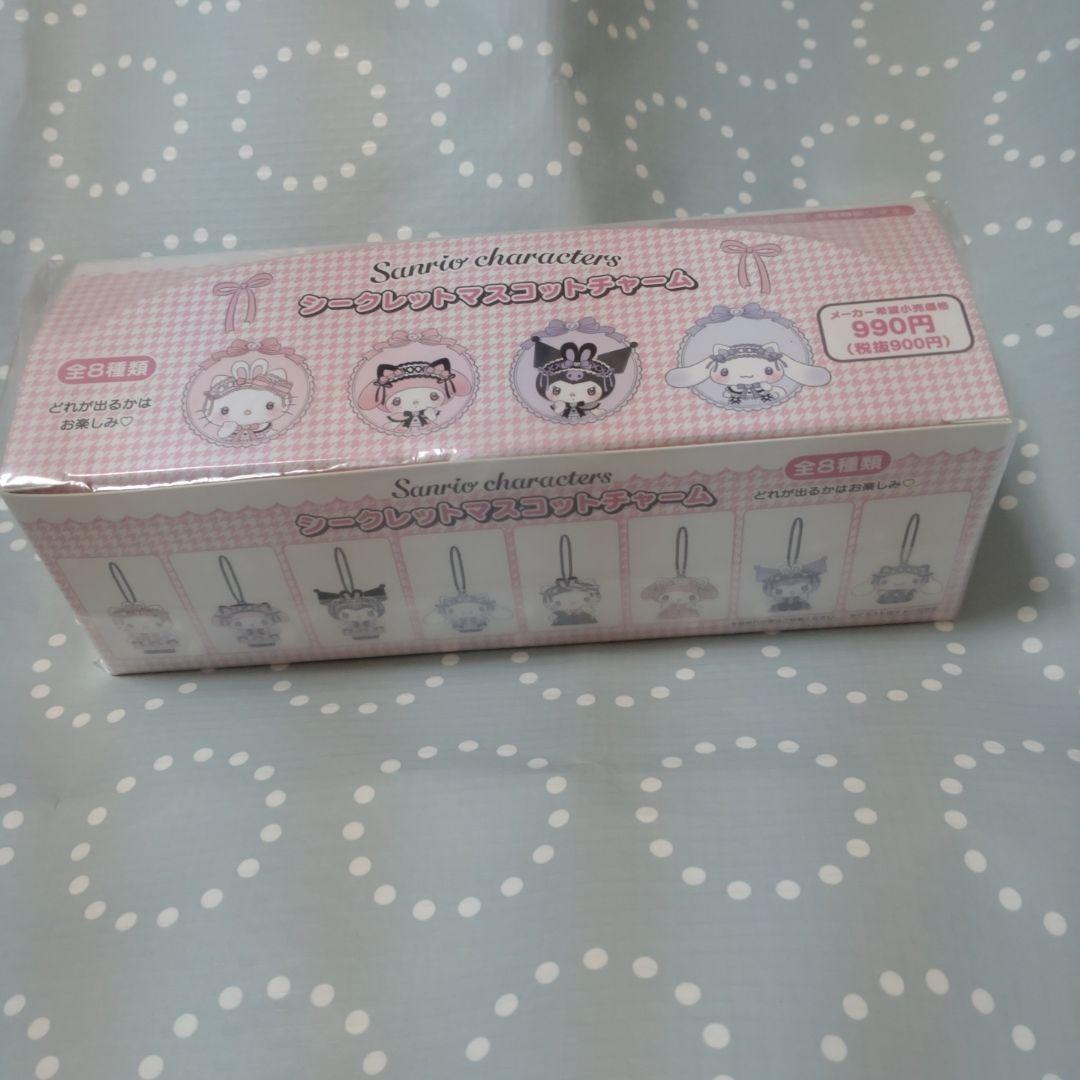 Sanrio characters
シークレットマスコットチャーム
メーカー希望小売価格
990円
(税抜900円)
全8種類
どれが出るかは
お楽しみ♡
Sanrio characters
シークレットマスコットチャーム
全8種類
どれが出るかはお楽しみ♡